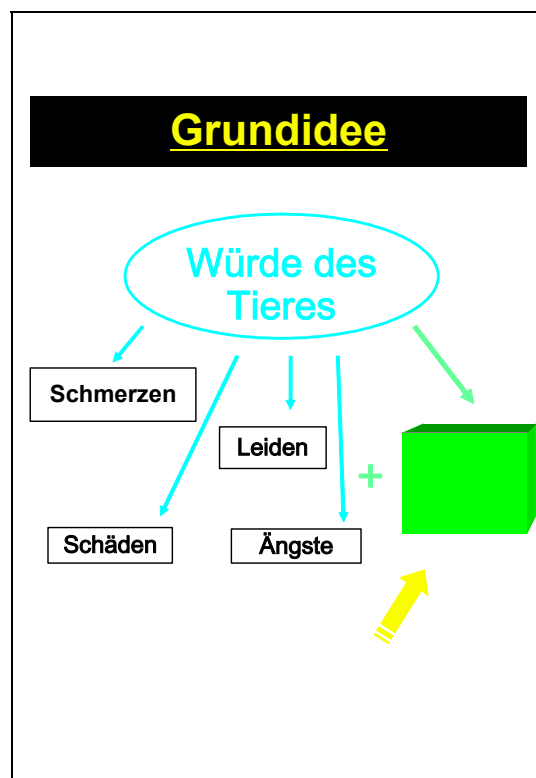 Grundidee
Würde des
Tieres
Schmerzen
Leiden
+
Schäden
Ängste